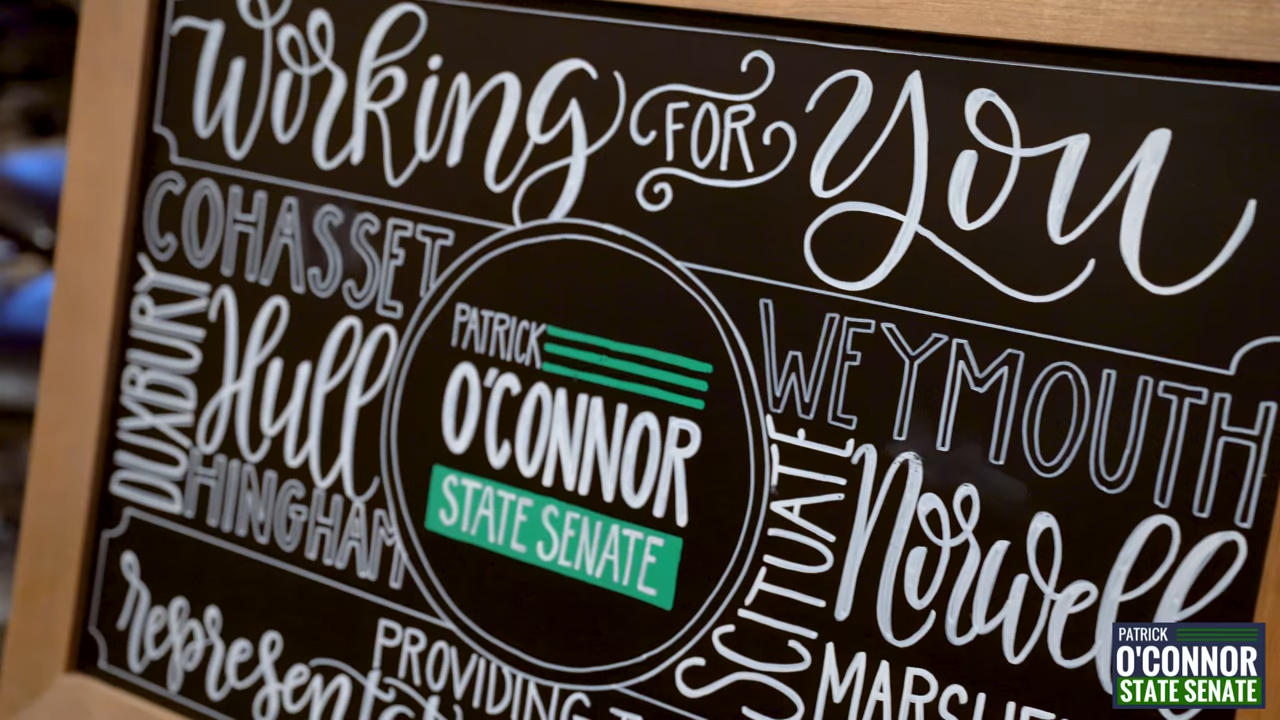 Working FOR You
COHASSET
DUXBURY
Hull
HINGHAM
PATRICK
O'CONNOR
STATE SENATE
WEYMOUTH
SCITUATE
Norwell
PROVIDING
PATRICK
O'CONNOR
STATE SENATE